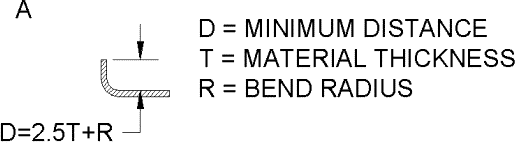 A
D = MINIMUM DISTANCE
T = MATERIAL THICKNESS
R = BEND RADIUS
D=2.5T+R